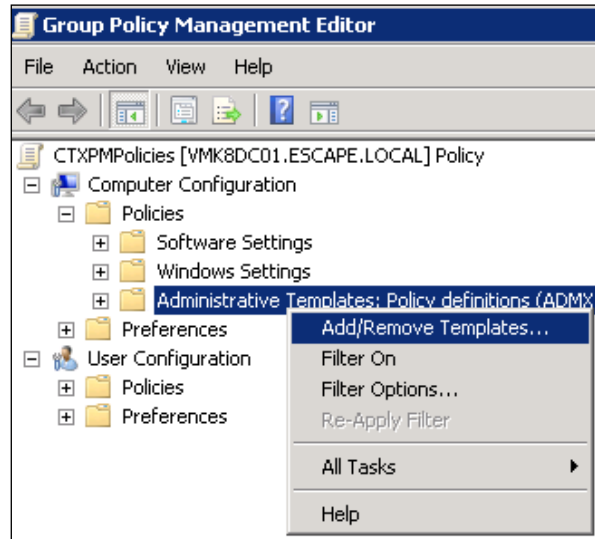 Group Policy Management Editor
File Action View Help
CTXPMPolicies [VMK8DC01.ESCAPE.LOCAL] Policy
Computer Configuration
Policies
Software Settings
Windows Settings
Administrative Templates: Policy definitions (ADMX
Preferences
User Configuration
Policies
Preferences
Add/Remove Templates...
Filter On
Filter Options...
Re-Apply Filter
All Tasks
Help